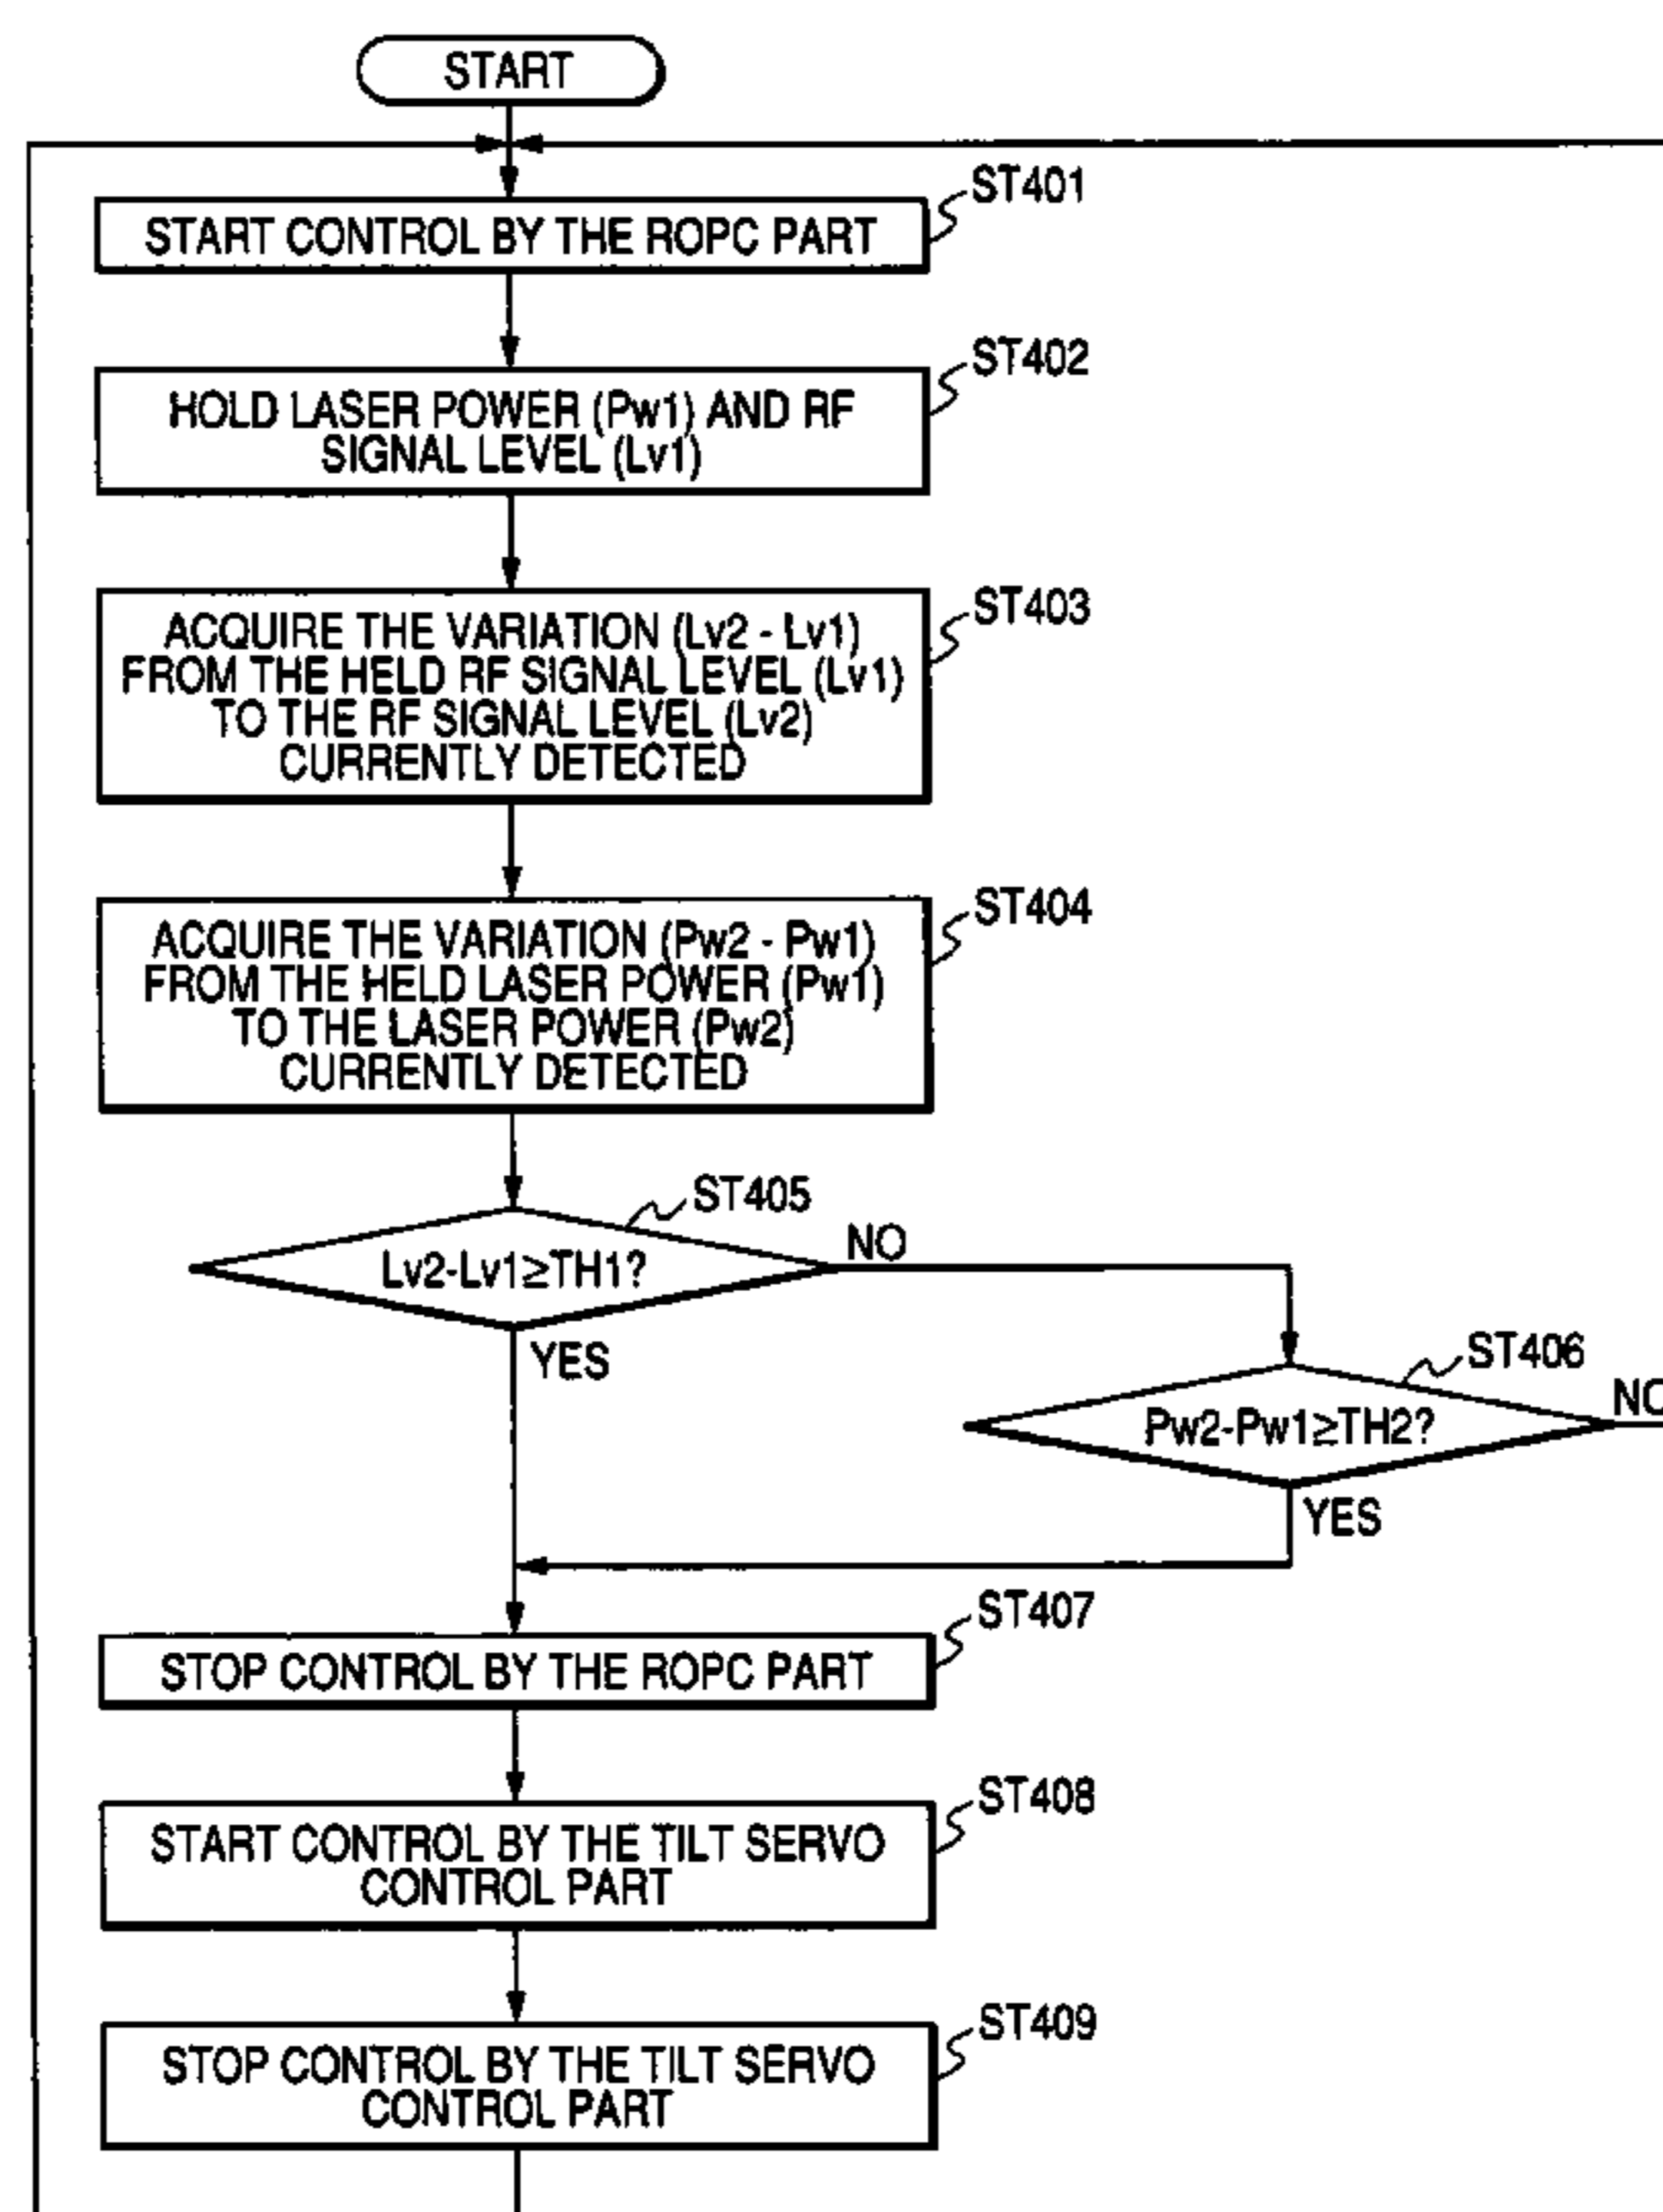 START
ST401
START CONTROL BY THE ROPC PART
ST402
HOLD LASER POWER (Pw1) AND RF
SIGNAL LEVEL (Lv1)
ST403
ACQUIRE THE VARIATION (Lv2 - Lv1)
FROM THE HELD RF SIGNAL LEVEL (Lv1)
TO THE RF SIGNAL LEVEL (Lv2)
CURRENTLY DETECTED
ST404
ACQUIRE THE VARIATION (Pw2 - Pw1)
FROM THE HELD LASER POWER (Pw1)
TO THE LASER POWER (Pw2)
CURRENTLY DETECTED
ST405
Lv2-Lv1≥TH1?
NO
YES
ST406
Pw2-Pw1≥TH2?
NO
YES
ST407
STOP CONTROL BY THE ROPC PART
ST408
START CONTROL BY THE TILT SERVO
CONTROL PART
ST409
STOP CONTROL BY THE TILT SERVO
CONTROL PART